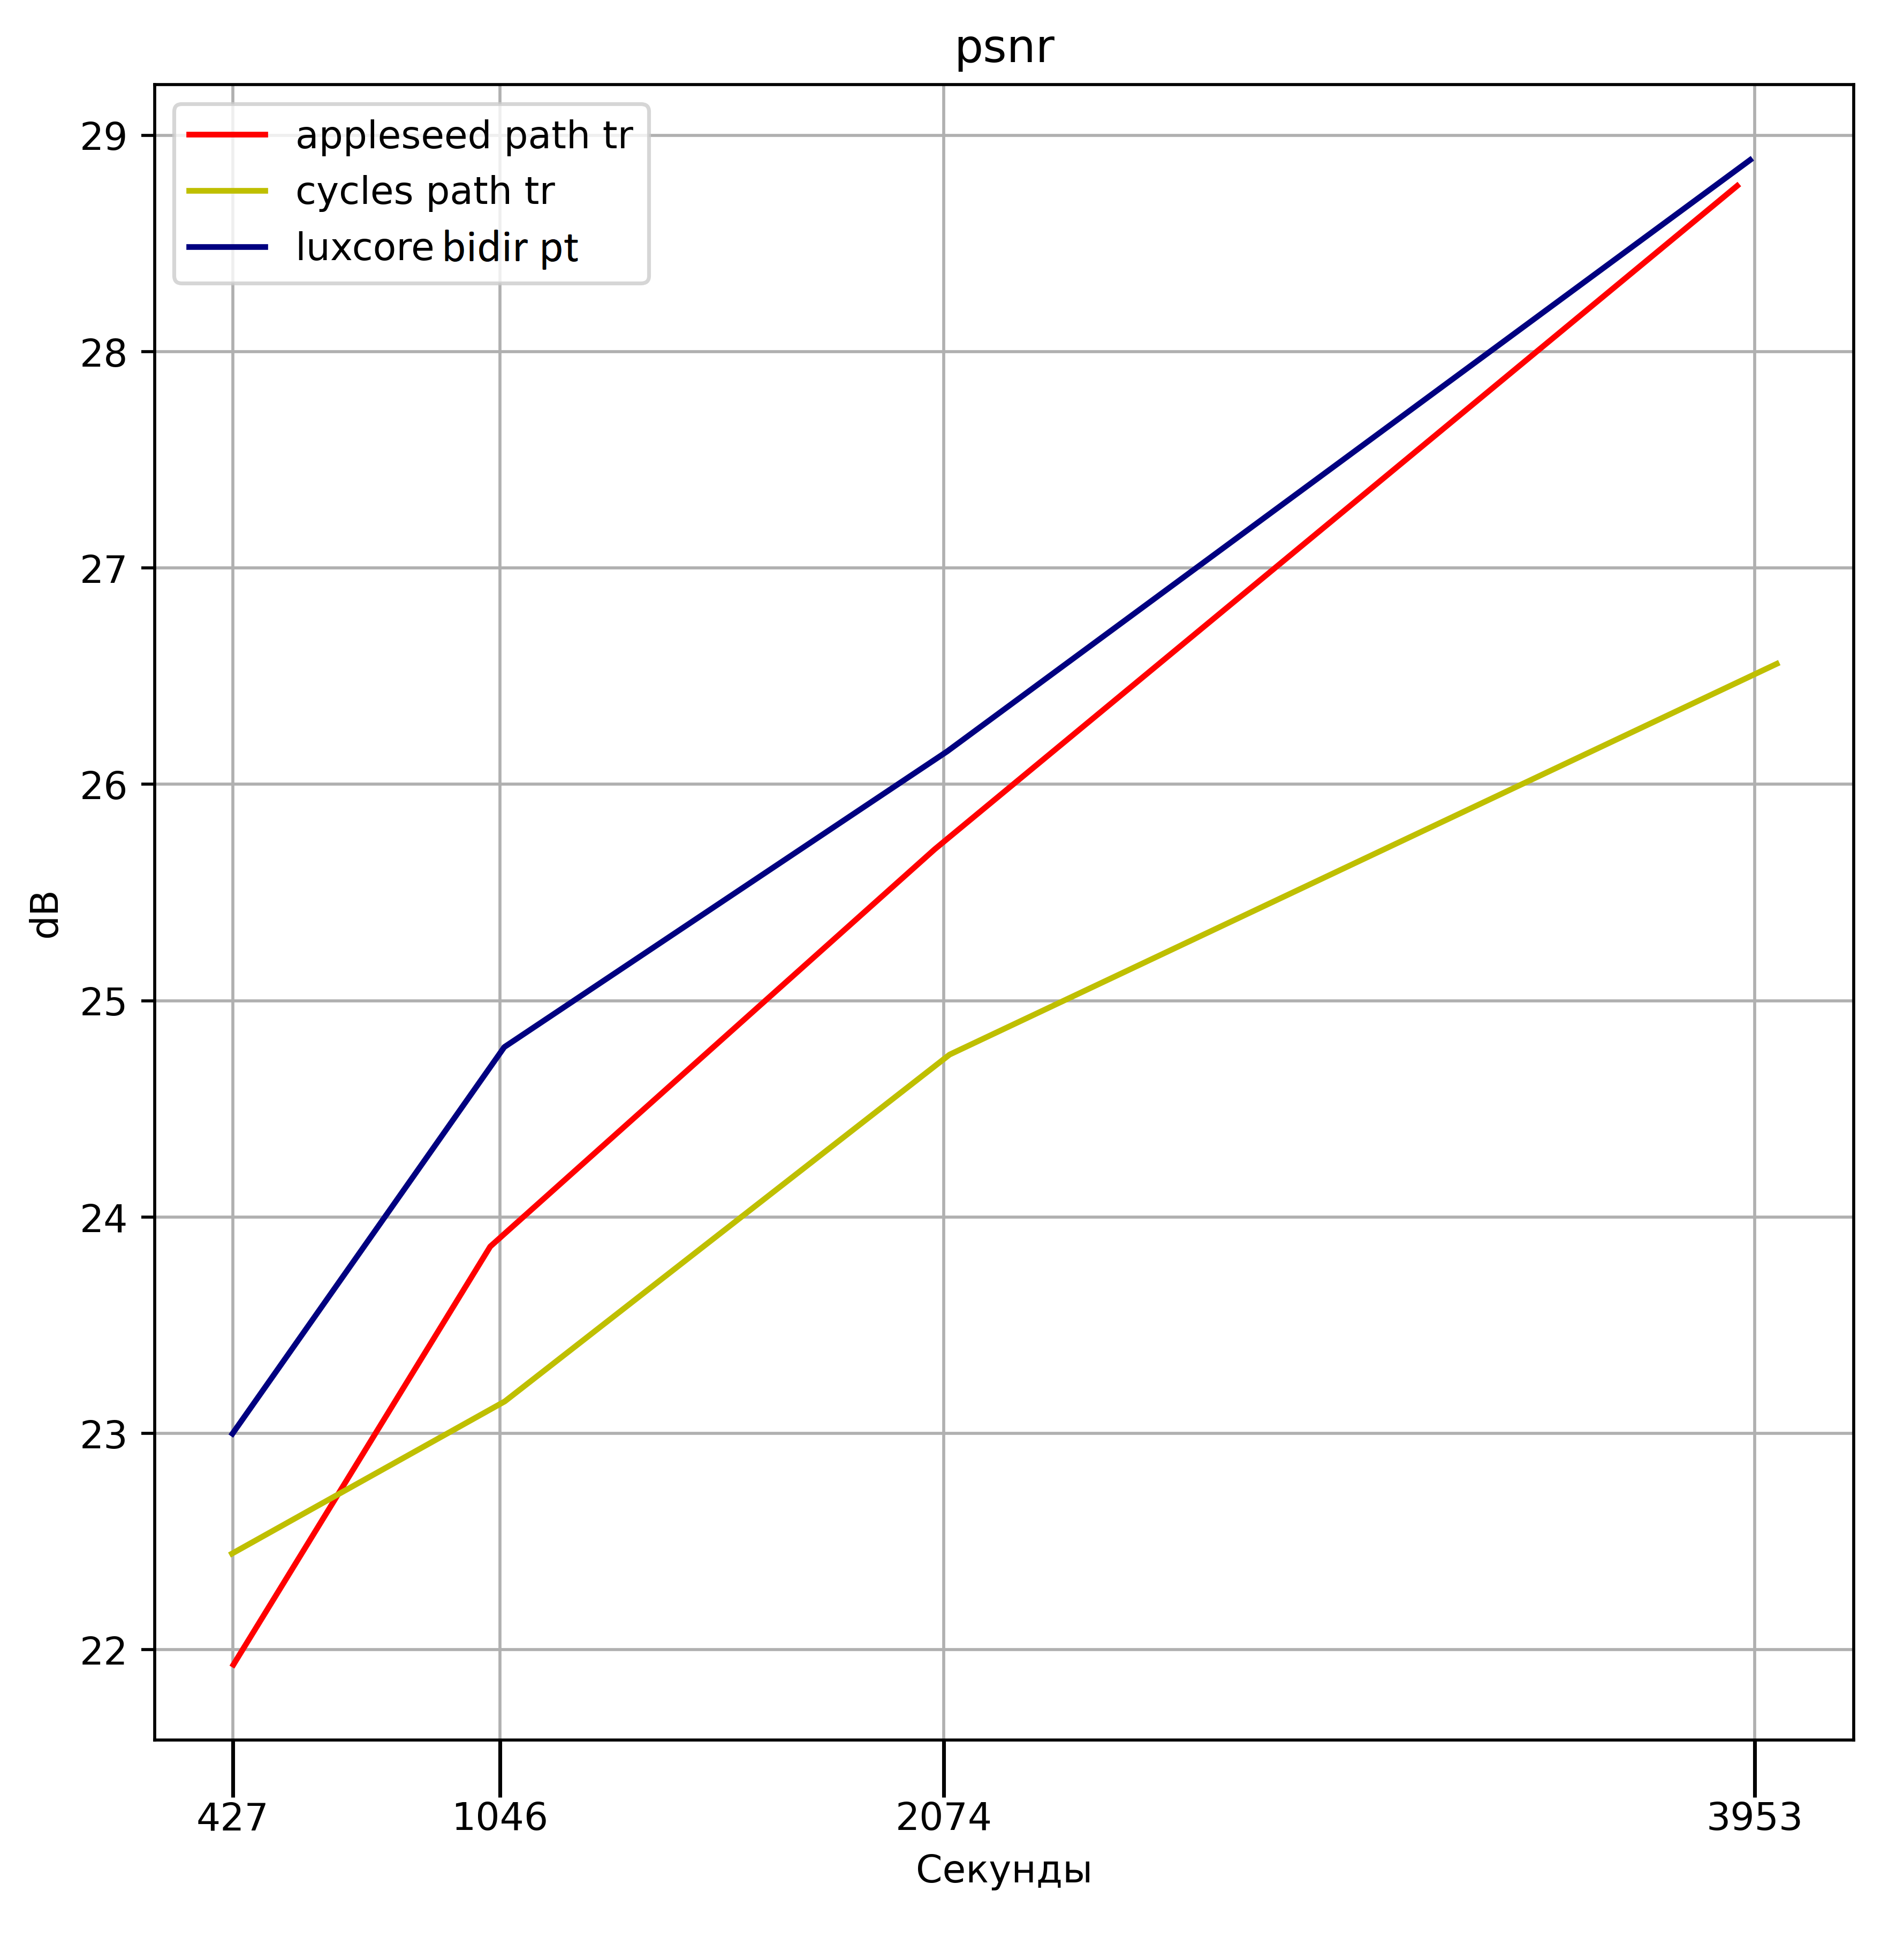 psnr
appleseed path tr
cycles path tr
luxcore bidir pt
29
28
27
26
25
24
23
22
dB
427 1046 2074 3953
Секунды